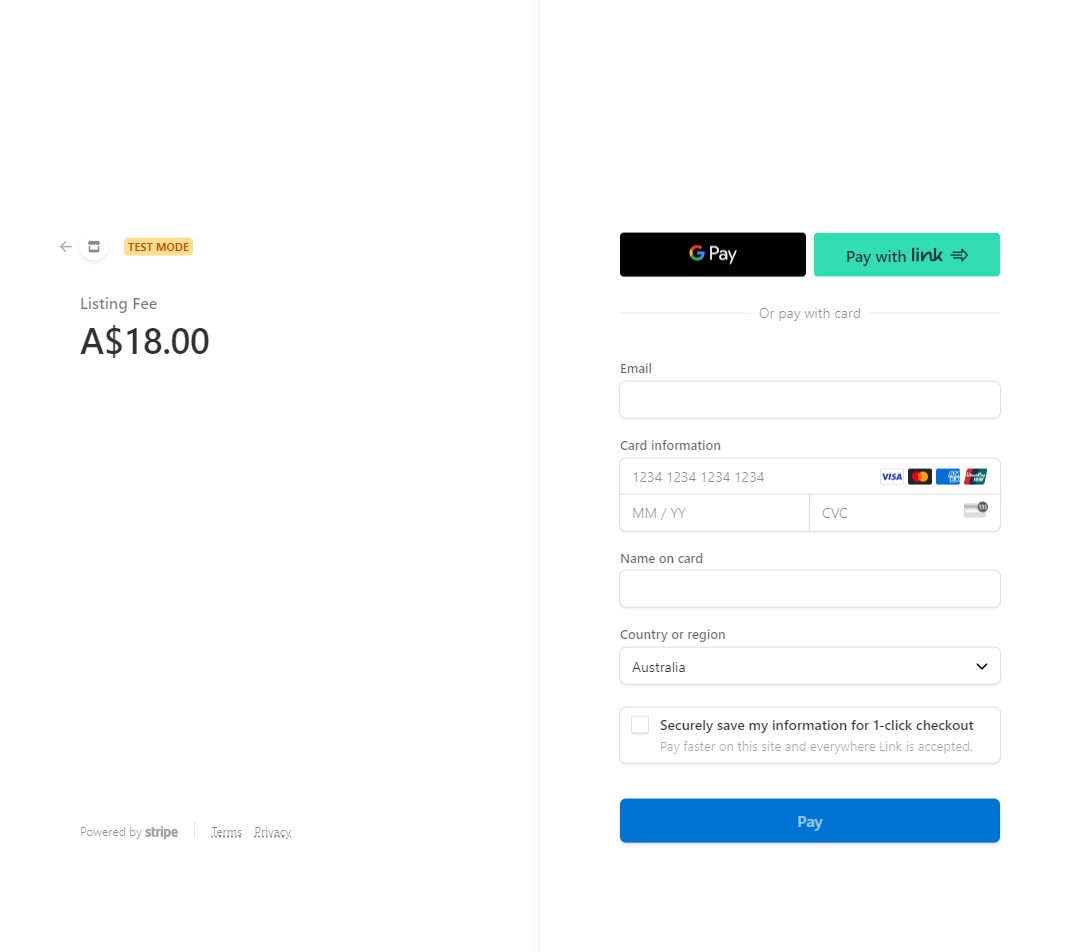 TEST MODE
Listing Fee
A$18.00
Powered by stripe
Terms
Privacy
G Pay
Pay with link
Or pay with card
Email
Card information
1234 1234 1234 1234
VISA
MM / YY
CVC
Name on card
Country or region
Australia
Securely save my information for 1-click checkout
Pay faster on this site and everywhere Link is accepted.
Pay